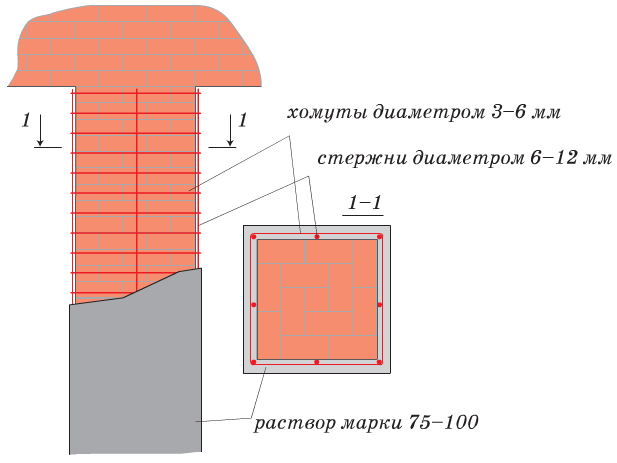 1
1
хомуты диаметром 3–6 мм
стержни диаметром 6–12 мм
1–1
раствор марки 75–100